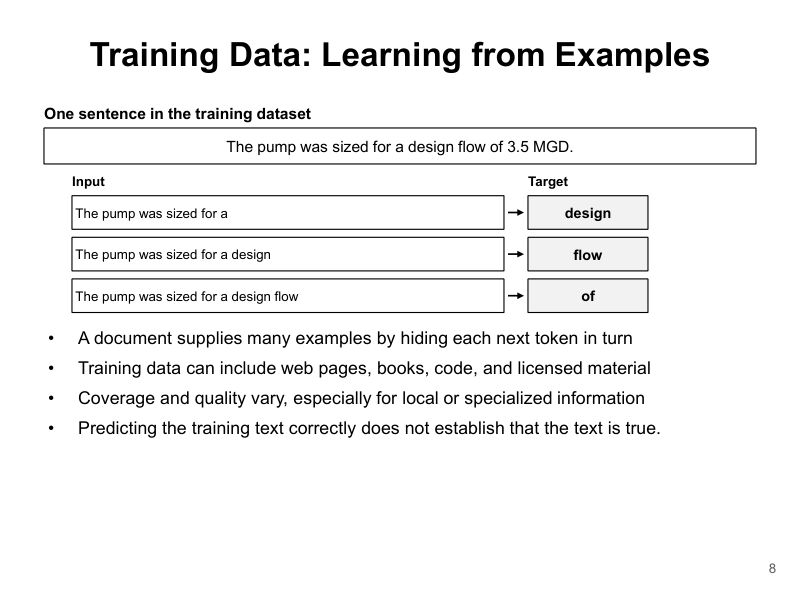 Training Data: Learning from Examples
One sentence in the training dataset
The pump was sized for a design flow of 3.5 MGD.
Input Target
The pump was sized for a design
The pump was sized for a design flow
The pump was sized for a design flow of
• A document supplies many examples by hiding each next token in turn
• Training data can include web pages, books, code, and licensed material
• Coverage and quality vary, especially for local or specialized information
• Predicting the training text correctly does not establish that the text is true.
8